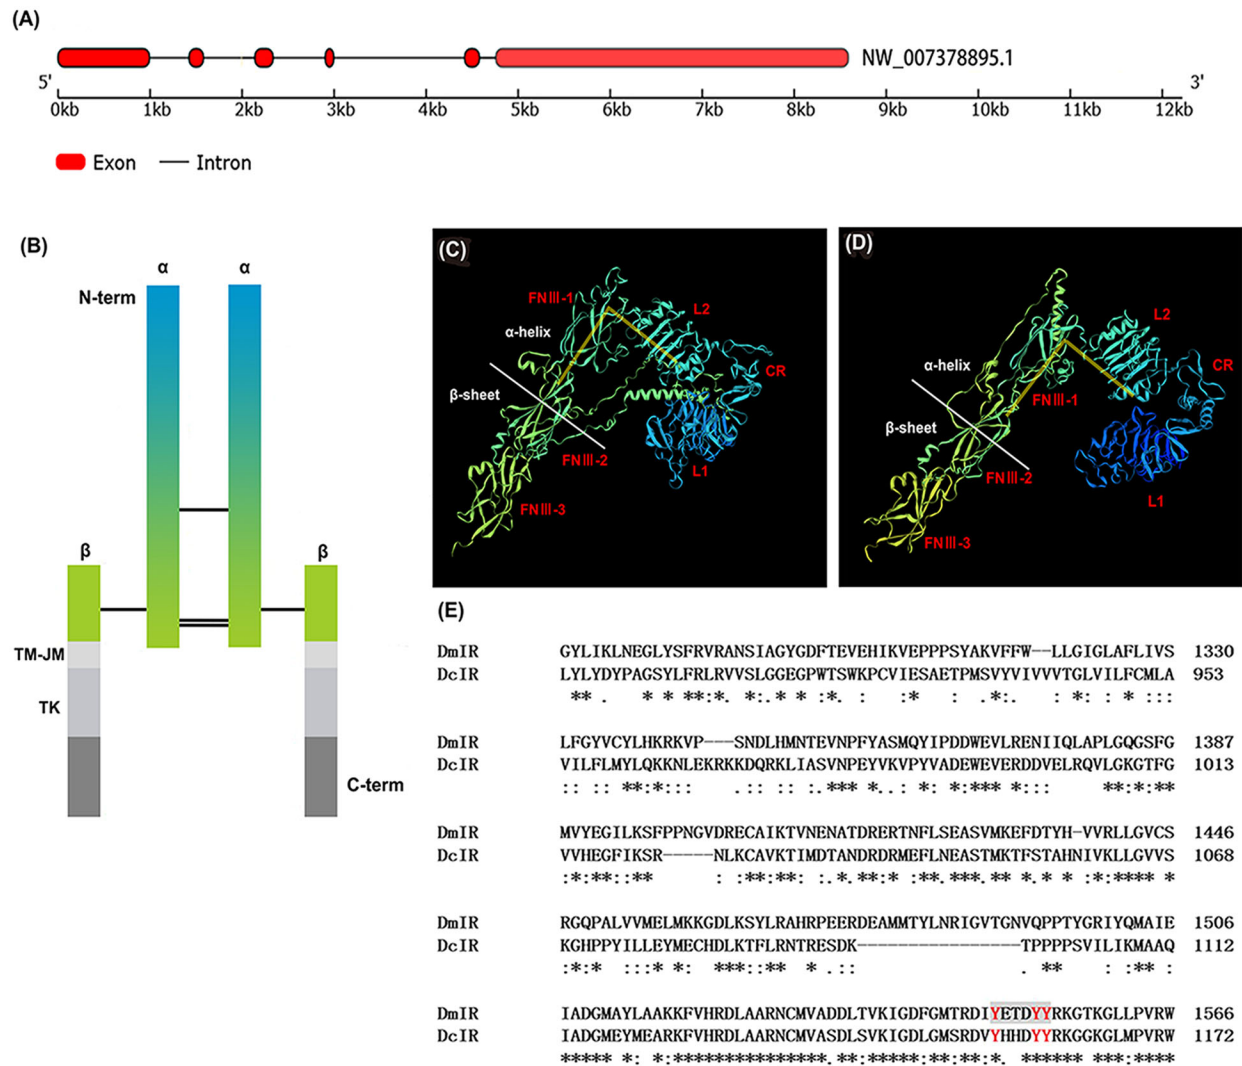 (A)
NW_007378895.1
5' 3'
0kb 1kb 2kb 3kb 4kb 5kb 6kb 7kb 8kb 9kb 10kb 11kb 12kb
Exon Intron
(B)
α α
N-term
β β
TM-JM
TK
C-term
(C)
FNⅢ-1
L2
α-helix
CR
β-sheet
FNⅢ-2
L1
FNⅢ-3
(D)
L2
α-helix
CR
FNⅢ-1
β-sheet
FNⅢ-2
L1
FNⅢ-3
(E)
DmIR GYLIKLNEGLYSFRVRANSIAGYGDFTEVEHIKVEPPPSYAKVFFW--LLGIGLAFLIVS 1330
DcIR LYLYDYPAGSYLFRLRVVSLGGEGPWTSWKPCVIESAETPMSVYVIVVVTGLVILFCMLA 953
** . * * **:* *:. * *. * :*. : :* . .*:. : *: * :::
DmIR LFGYVCYLHKRKVP---SNDLHMNTEVNPFYASMQYIPDDWEVLRENIIQLAPLGQGSFG 1387
DcIR VILFLMYLQKKNLEKRKKDQRKLIASVNPEYVKVPYVADEWEVERDDVELRQVLGKGTFG 1013
:: :: **:*::: .:: :.*** *..: *: *:*** *::: **:*:**
DmIR MVYEGILKSFPPNGVDRECAIKTVNENATDRERTNFLSEASVMKEFDTYH-VVRLLGVCS 1446
DcIR VVHEGFIKSR-----NLKCAVKTIMDTANDRDRMEFLNEASTMKTFSTAHNIVKLLGVVS 1068
:*:**::** : :**:**: :.*.**:* :**.***.** *.* * :*:**** *
DmIR RGQPALVVMELMKKGDLKSYLRAHRPEERDEAMMTYLNRIGVTGNVQPPTYGRIYQMAIE 1506
DcIR KGHPPYILLEYMECHDLKTFLRNTRESDK----------------TPPPPSVILIKMAAQ 1112
:*:* :::* *: ***::** * .:: . ** : :** :
DmIR IADGMAYLAAKKFVHRDLAARNCMVADDLTVKIGDFGMTRDIYETDYYRKGTKGLLPVRW 1566
DcIR IADGMEYMEARKFVHRDLAARNCMVASDLSVKIGDLGMSRDVYHHDYYRKGGKGLMPVRW 1172
***** *: *:***************.**:*****:**:**:*. ****** ***:****